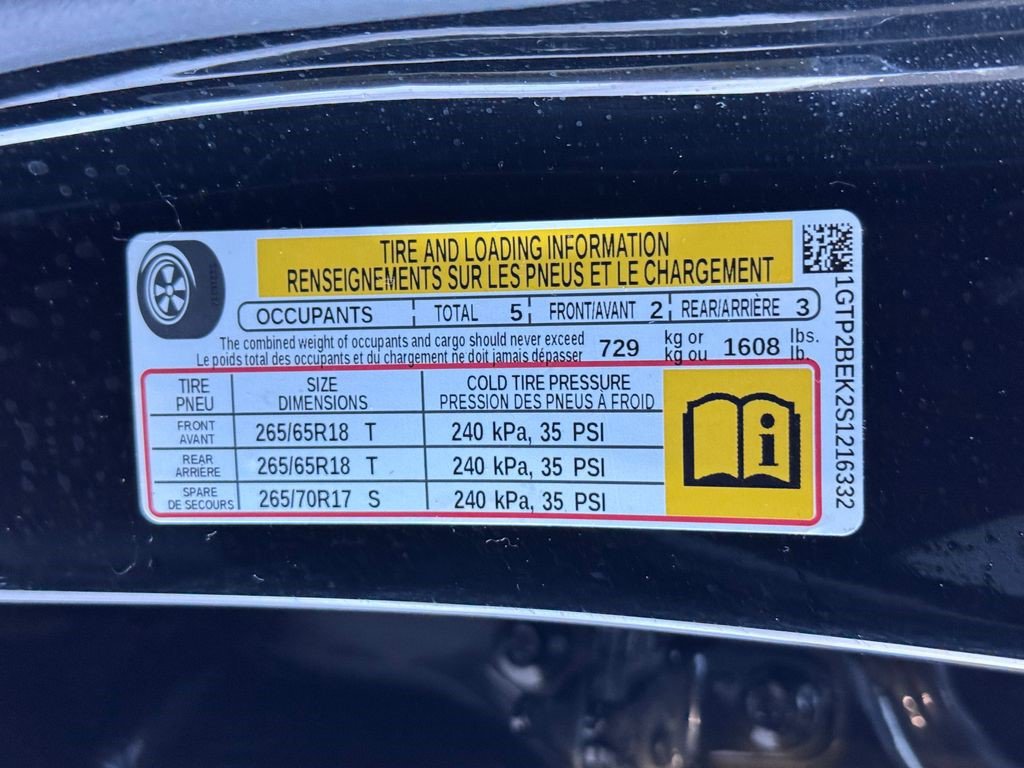 TIRE AND LOADING INFORMATION
RENSEIGNEMENTS SUR LES PNEUS ET LE CHARGEMENT
OCCUPANTS TOTAL 5 FRONT/AVANT 2 REAR/ARRIÈRE 3
The combined weight of occupants and cargo should never exceed 729 kg or 1608 lbs.
Le poids total des occupants et du chargement ne doit jamais dépasser kg ou lb.
TIRE SIZE COLD TIRE PRESSURE
PNEU DIMENSIONS PRESSION DES PNEUS À FROID
FRONT
AVANT 265/65R18 T 240 kPa, 35 PSI
REAR
ARRIÈRE 265/65R18 T 240 kPa, 35 PSI
SPARE
DE SECOURS 265/70R17 S 240 kPa, 35 PSI
i
1GTP2BEK2S1216332